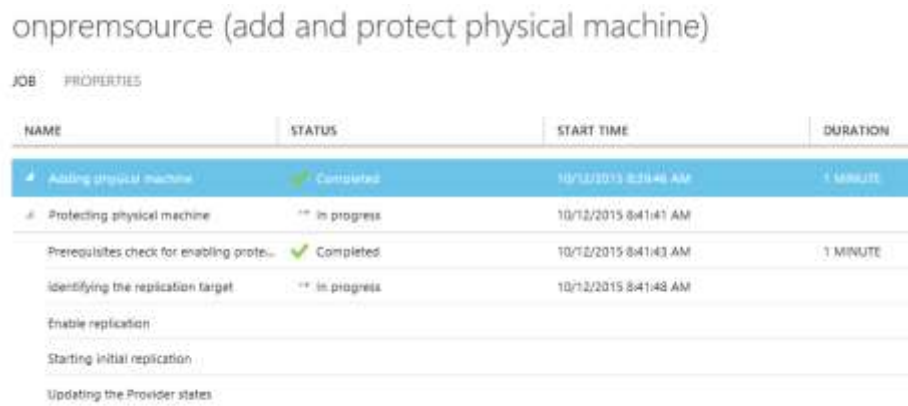 onpremsource (add and protect physical machine)
JOB PROPERTIES
NAME STATUS START TIME DURATION
Adding physical machine Completed 10/12/2015 8:39:46 AM 1 MINUTE
Protecting physical machine In progress 10/12/2015 8:41:41 AM
Prerequisites check for enabling prote... Completed 10/12/2015 8:41:43 AM 1 MINUTE
Identifying the replication target In progress 10/12/2015 8:41:48 AM
Enable replication
Starting initial replication
Updating the Provider states